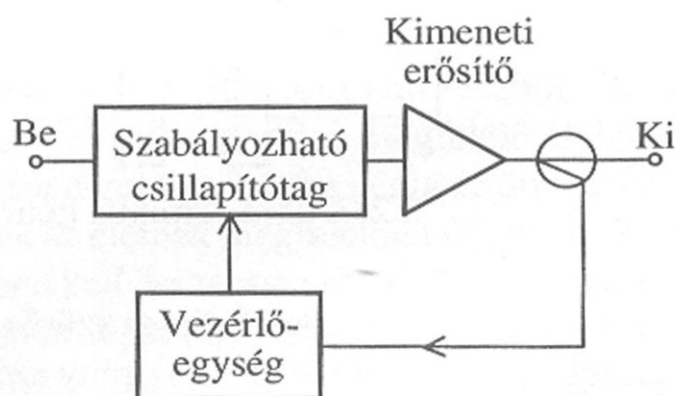 Kimeneti
erősítő
Be
Szabályozható
csillapítótag
Ki
Vezérlő-
egység